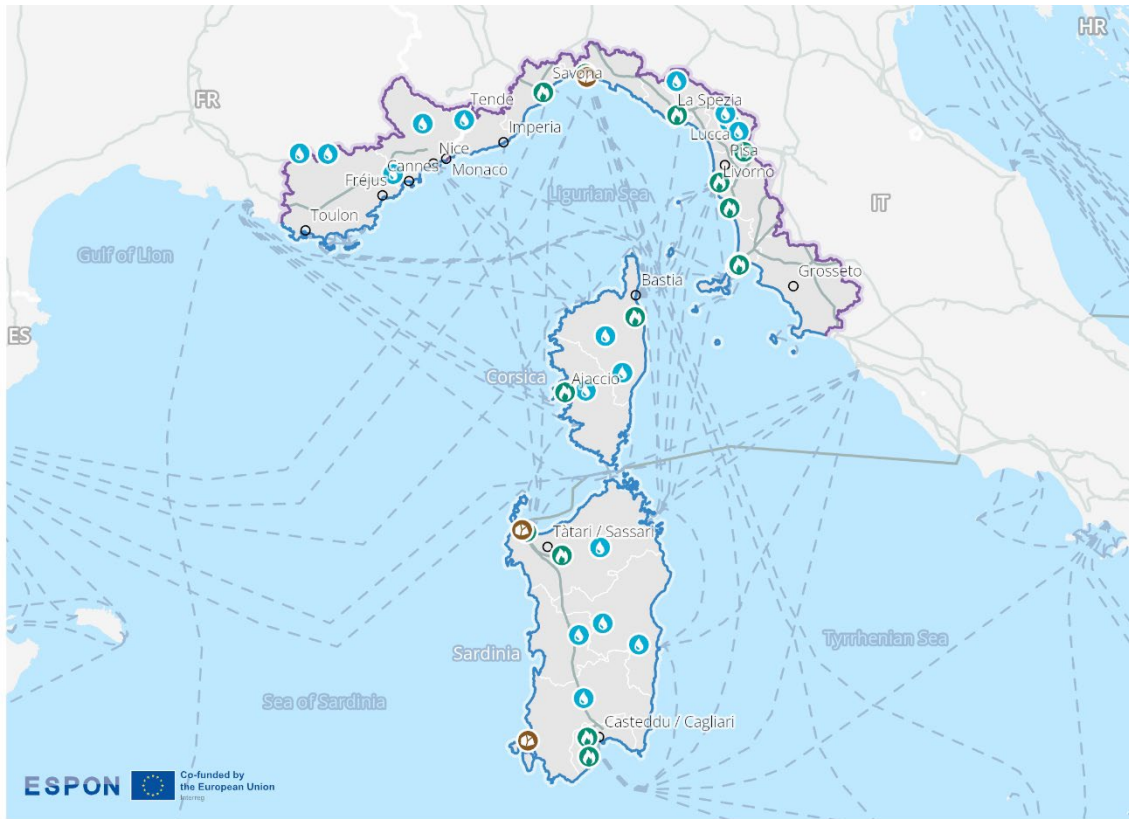 HR
FR
Savona
Tende
La Spezia
Imperia
Lucca
Nice
Pisa
Cannes
Monaco
Livorno
Fréjus
Ligurian Sea
IT
Toulon
Gulf of Lion
Grosseto
Bastia
ES
Corsica
Ajaccio
Tàtari / Sassari
Sardinia
Tyrrhenian Sea
Sea of Sardinia
Casteddu / Cagliari
ESPON
Co-funded by
the European Union
Interreg